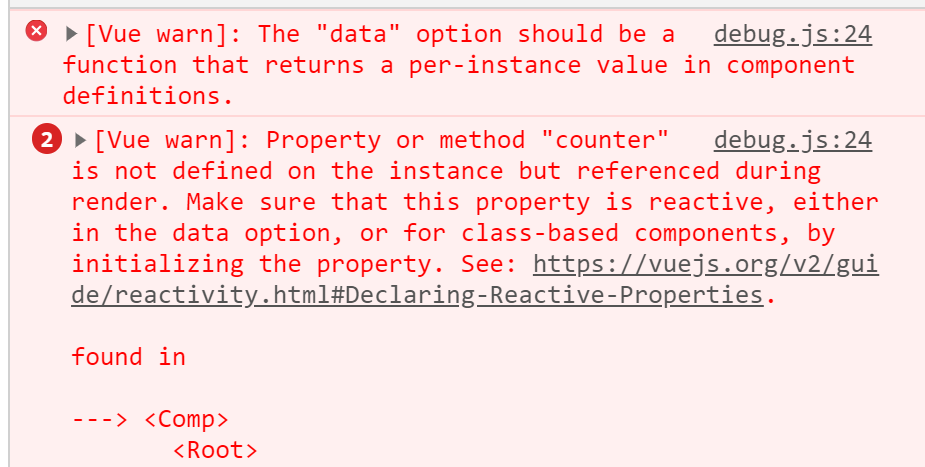 [Vue warn]: The "data" option should be a debug.js:24
function that returns a per-instance value in component
definitions.
2 [Vue warn]: Property or method "counter" debug.js:24
is not defined on the instance but referenced during
render. Make sure that this property is reactive, either
in the data option, or for class-based components, by
initializing the property. See: https://vuejs.org/v2/gui
de/reactivity.html#Declaring-Reactive-Properties.
found in
---> <Comp>
<Root>